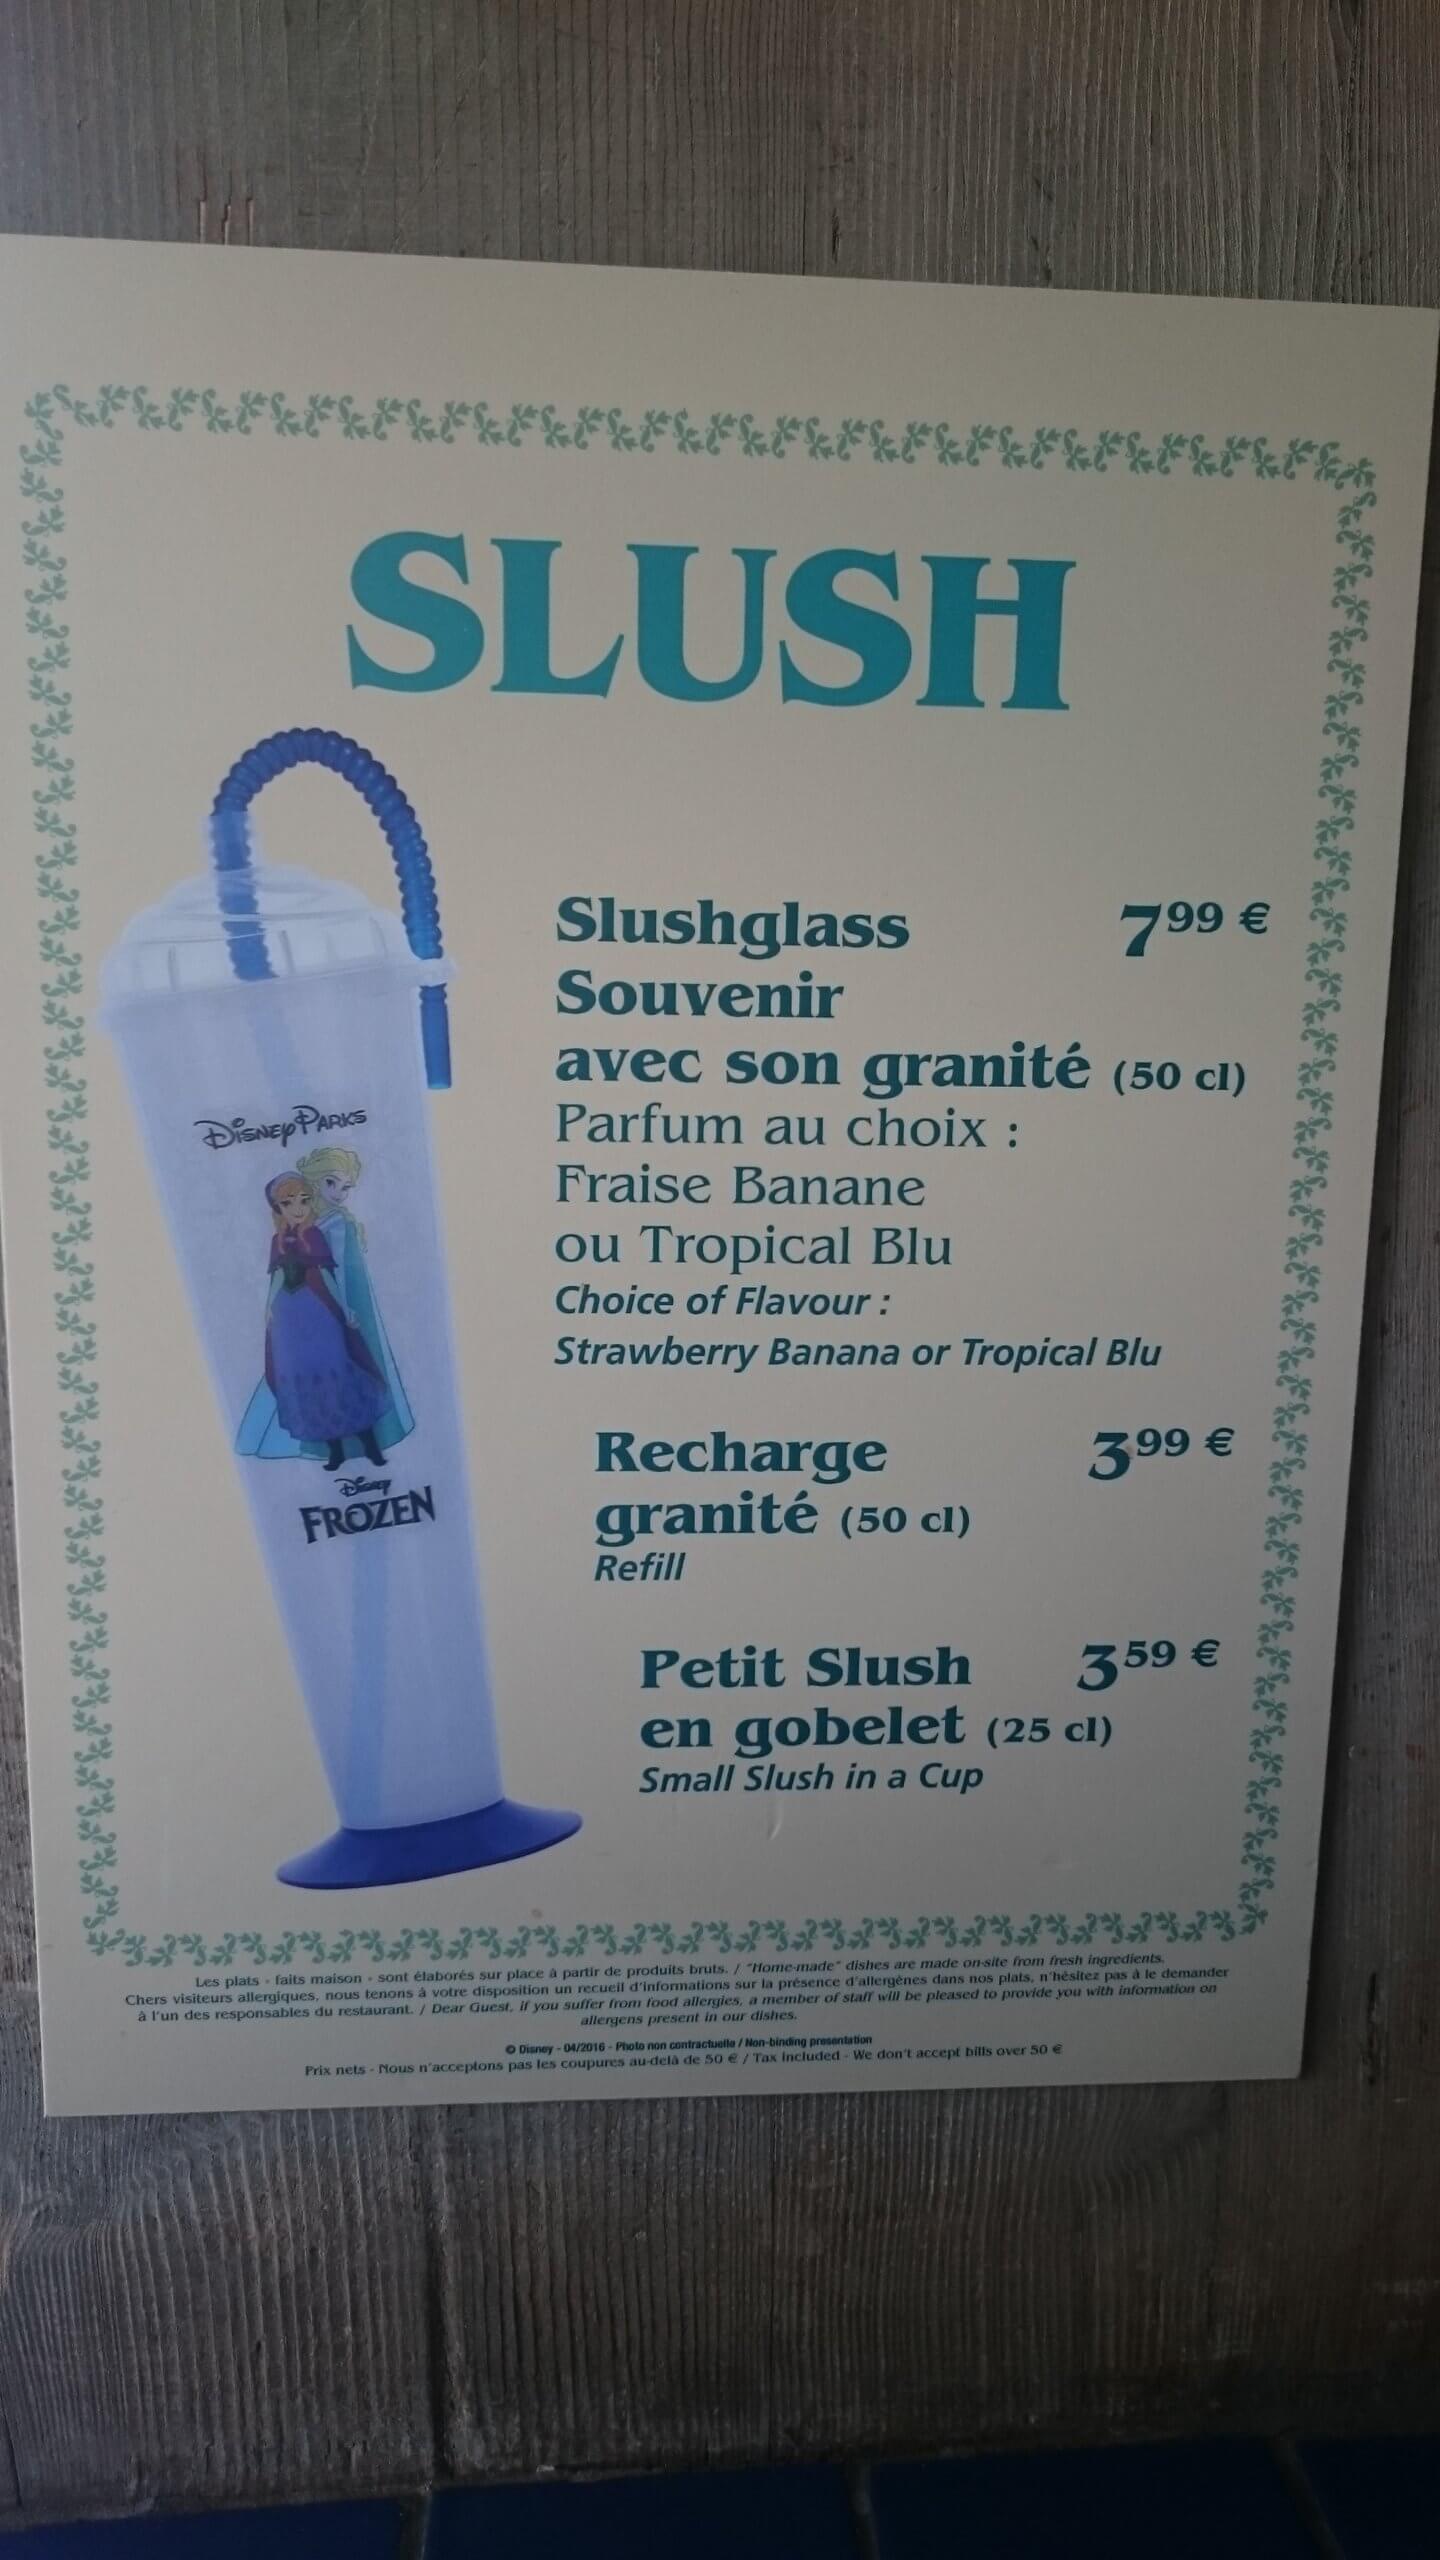 SLUSH
DISNEY PARKS
DISNEY
FROZEN
Slushglass 7⁹⁹ €
Souvenir
avec son granité (50 cl)
Parfum au choix :
Fraise Banane
ou Tropical Blu
Choice of Flavour :
Strawberry Banana or Tropical Blu
Recharge 3⁹⁹ €
granité (50 cl)
Refill
Petit Slush 3⁵⁹ €
en gobelet (25 cl)
Small Slush in a Cup
Les plats « faits maison » sont élaborés sur place à partir de produits bruts. / "Home-made" dishes are made on-site from fresh ingredients.
Chers visiteurs allergiques, nous tenons à votre disposition un recueil d'informations sur la présence d'allergènes dans nos plats, n'hésitez pas à le demander
à l'un des responsables du restaurant. / Dear Guest, if you suffer from food allergies, a member of staff will be pleased to provide you with information on
allergens present in our dishes.
© Disney - 04/2016 - Photo non contractuelle / Non-binding presentation
Prix nets - Nous n'acceptons pas les coupures au-delà de 50 € / Tax included - We don't accept bills over 50 €